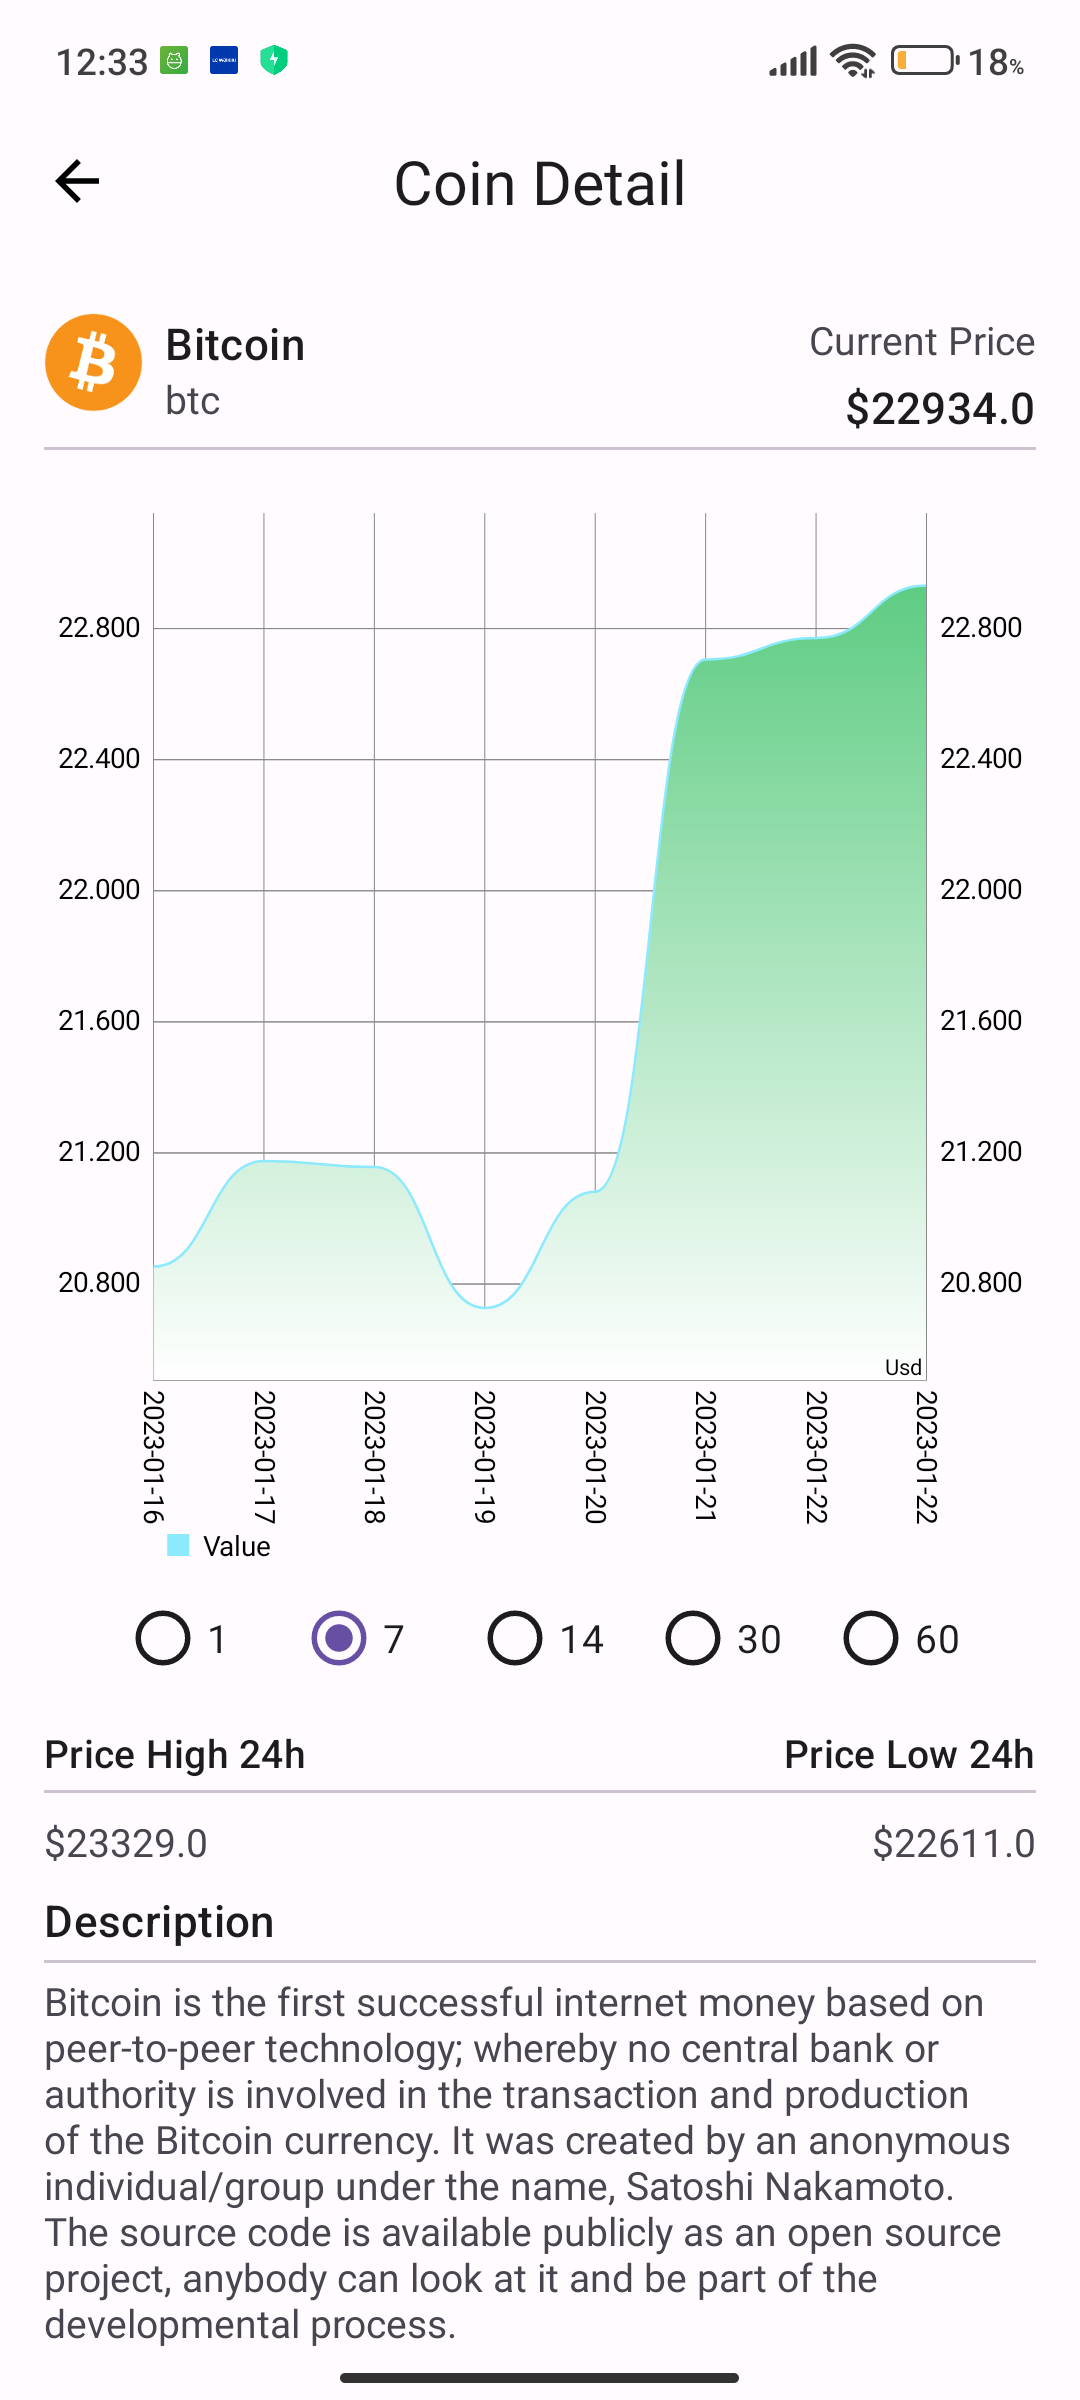 12:33
18%
Coin Detail
Bitcoin
btc
Current Price
$22934.0
22.800 22.800
22.400 22.400
22.000 22.000
21.600 21.600
21.200 21.200
20.800 20.800
Usd
2023-01-16
2023-01-17
2023-01-18
2023-01-19
2023-01-20
2023-01-21
2023-01-22
2023-01-22
Value
1 7 14 30 60
Price High 24h Price Low 24h
$23329.0 $22611.0
Description
Bitcoin is the first successful internet money based on
peer-to-peer technology; whereby no central bank or
authority is involved in the transaction and production
of the Bitcoin currency. It was created by an anonymous
individual/group under the name, Satoshi Nakamoto.
The source code is available publicly as an open source
project, anybody can look at it and be part of the
developmental process.